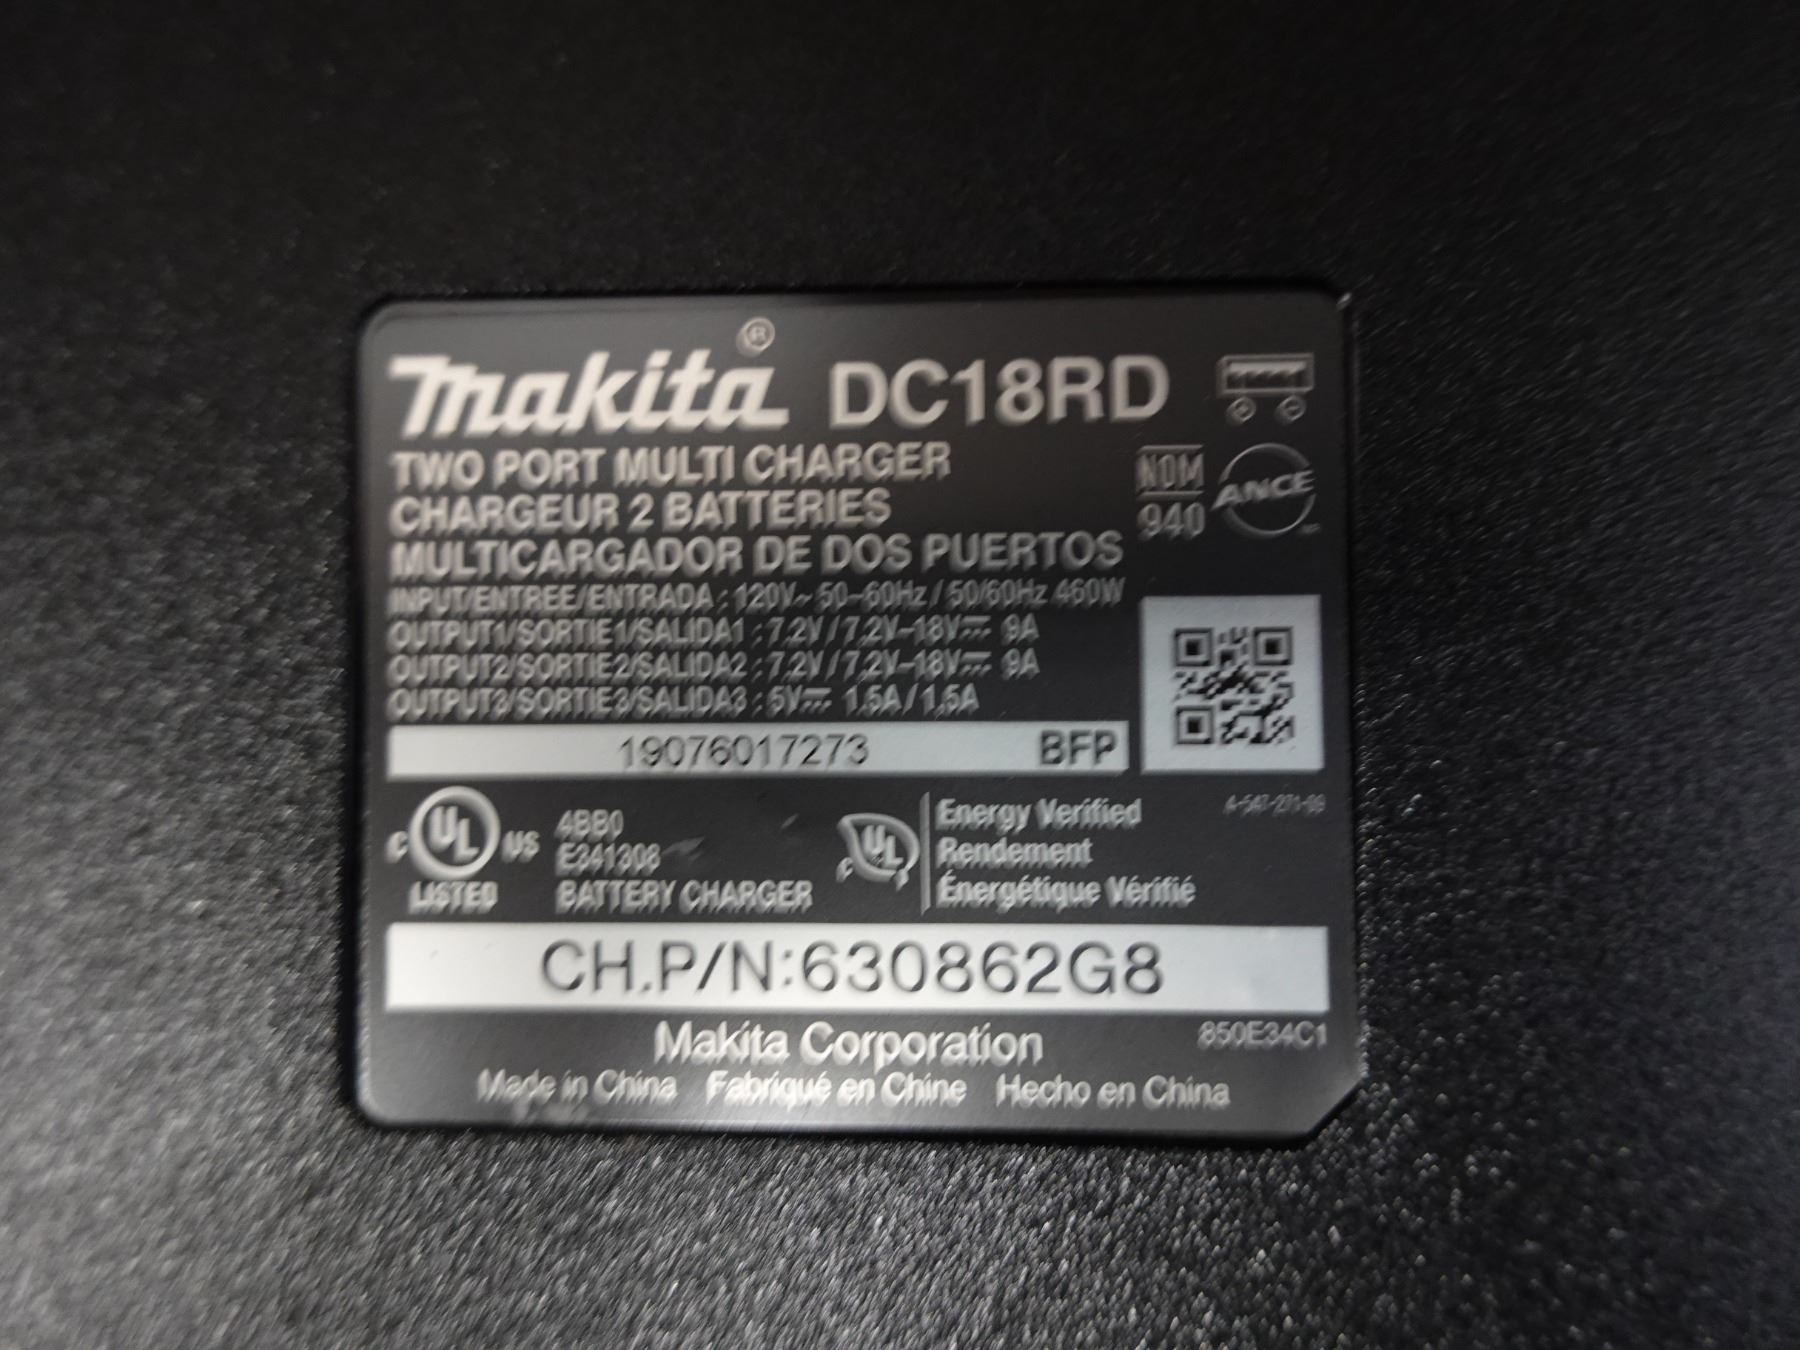 makita® DC18RD
TWO PORT MULTI CHARGER
CHARGEUR 2 BATTERIES
MULTICARGADOR DE DOS PUERTOS
NOM
940
ANCE
INPUT/ENTREE/ENTRADA : 120V~ 50-60Hz / 50/60Hz 460W
OUTPUT1/SORTIE1/SALIDA1 : 7.2V / 7.2V-18V⎓ 9A
OUTPUT2/SORTIE2/SALIDA2 : 7.2V / 7.2V-18V⎓ 9A
OUTPUT3/SORTIE3/SALIDA3 : 5V⎓ 1.5A / 1.5A
19076017273 BFP
C UL US
LISTED
4BB0
E341308
BATTERY CHARGER
C UL
Energy Verified
Rendement
Énergétique Vérifié
CH.P/N:630862G8
Makita Corporation
850E34C1
Made in China Fabriqué en Chine Hecho en China